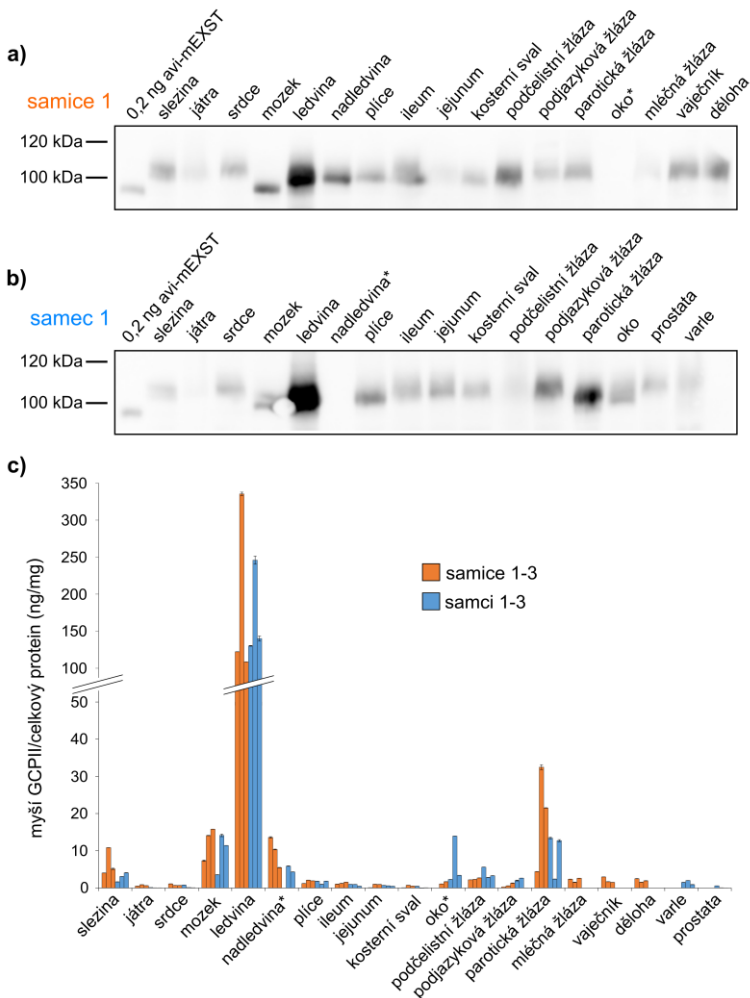 a)
samice 1
0,2 ng avi-mEXST
slezina
játra
srdce
mozek
ledvina
nadledvina
plíce
ileum
jejunum
kosterní sval
podčelistní žláza
podjazyková žláza
parotická žláza
oko*
mléčná žláza
vaječník
děloha
120 kDa
100 kDa
b)
samec 1
0,2 ng avi-mEXST
slezina
játra
srdce
mozek
ledvina
nadledvina*
plíce
ileum
jejunum
kosterní sval
podčelistní žláza
podjazyková žláza
parotická žláza
oko
prostata
varle
120 kDa
100 kDa
c)
myší GCPII/celkový protein (ng/mg)
350
300
250
200
150
100
50
30
20
10
0
samice 1-3
samci 1-3
slezina
játra
srdce
mozek
ledvina
nadledvina*
plíce
ileum
jejunum
kosterní sval
oko*
podčelistní žláza
podjazyková žláza
parotická žláza
mléčná žláza
vaječník
děloha
varle
prostata